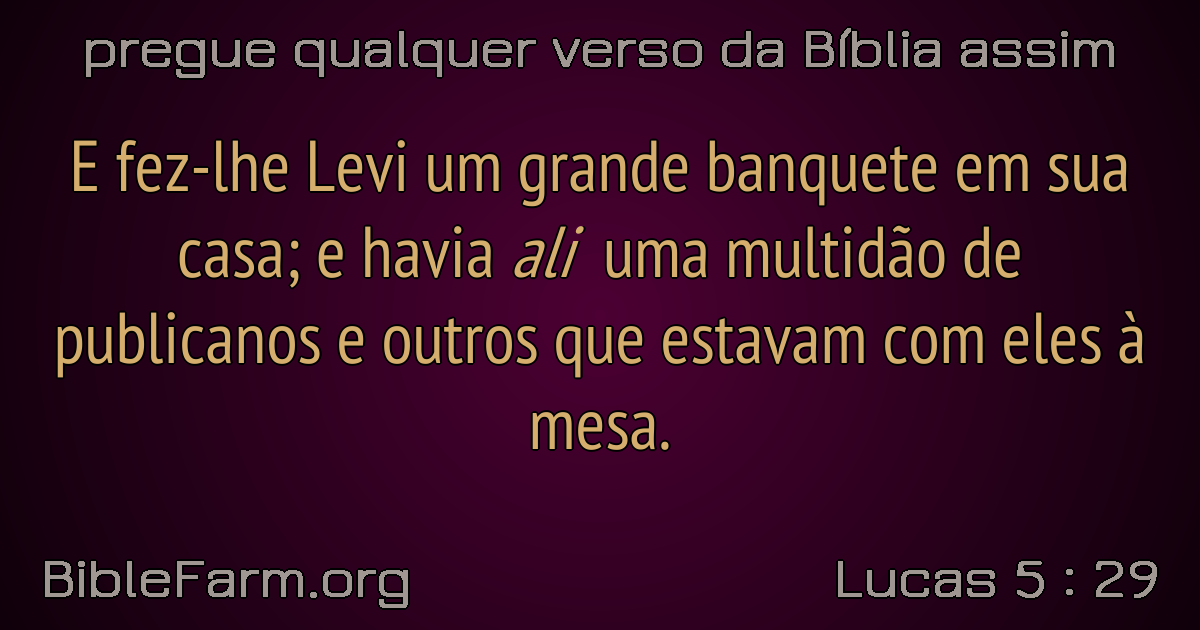 pregue qualquer verso da Bíblia assim
E fez-lhe Levi um grande banquete em sua
casa; e havia ali uma multidão de
publicanos e outros que estavam com eles à
mesa.
BibleFarm.org
Lucas 5 : 29